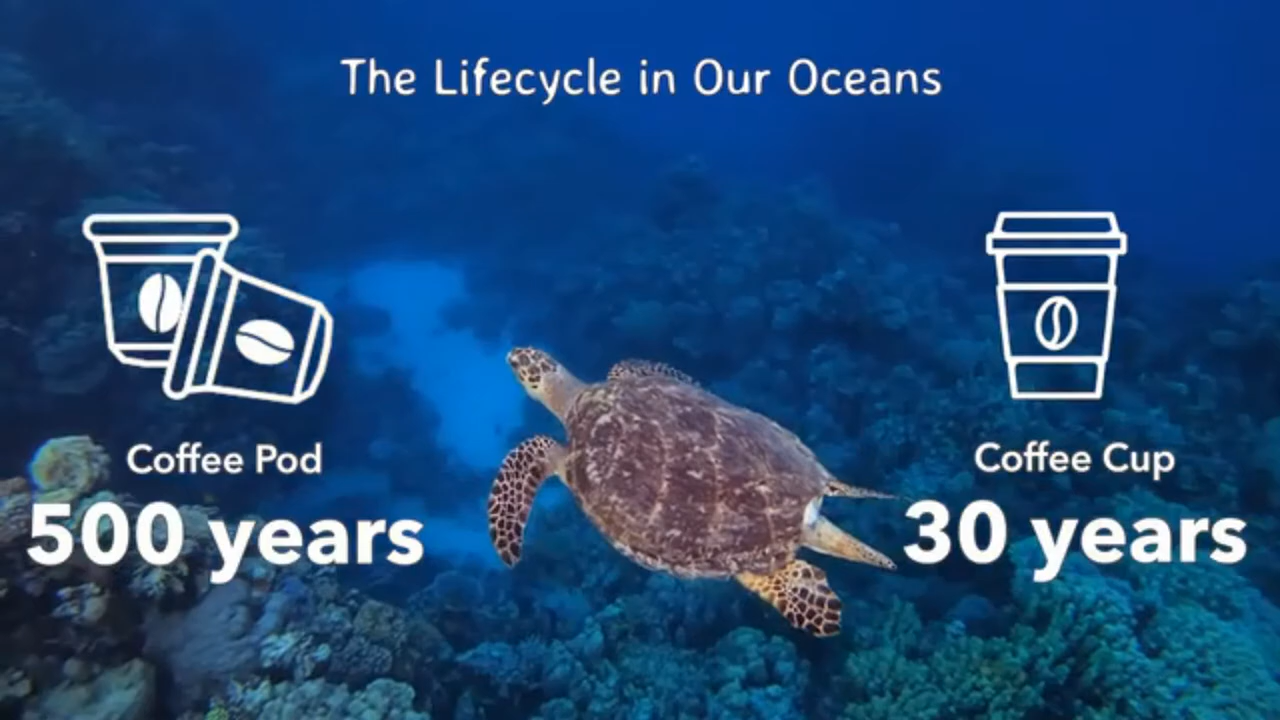 The Lifecycle in Our Oceans
Coffee Pod
500 years
Coffee Cup
30 years